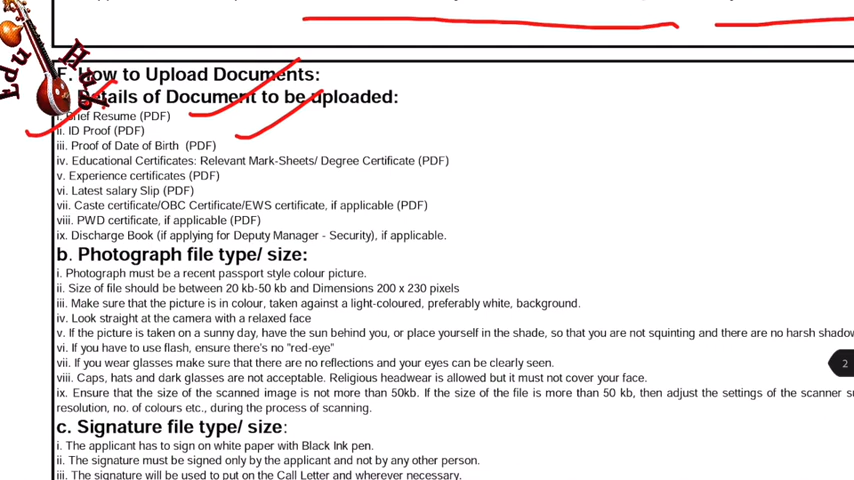 Edu Hub
F. How to Upload Documents:
Details of Document to be uploaded:
i. Brief Resume (PDF)
ii. ID Proof (PDF)
iii. Proof of Date of Birth (PDF)
iv. Educational Certificates: Relevant Mark-Sheets/ Degree Certificate (PDF)
v. Experience certificates (PDF)
vi. Latest salary Slip (PDF)
vii. Caste certificate/OBC Certificate/EWS certificate, if applicable (PDF)
viii. PWD certificate, if applicable (PDF)
ix. Discharge Book (if applying for Deputy Manager - Security), if applicable.
b. Photograph file type/ size:
i. Photograph must be a recent passport style colour picture.
ii. Size of file should be between 20 kb-50 kb and Dimensions 200 x 230 pixels
iii. Make sure that the picture is in colour, taken against a light-coloured, preferably white, background.
iv. Look straight at the camera with a relaxed face
v. If the picture is taken on a sunny day, have the sun behind you, or place yourself in the shade, so that you are not squinting and there are no harsh shadow
vi. If you have to use flash, ensure there's no "red-eye"
vii. If you wear glasses make sure that there are no reflections and your eyes can be clearly seen.
2
viii. Caps, hats and dark glasses are not acceptable. Religious headwear is allowed but it must not cover your face.
ix. Ensure that the size of the scanned image is not more than 50kb. If the size of the file is more than 50 kb, then adjust the settings of the scanner
resolution, no. of colours etc., during the process of scanning.
c. Signature file type/ size:
i. The applicant has to sign on white paper with Black Ink pen.
ii. The signature must be signed only by the applicant and not by any other person.
iii. The signature will be used to put on the Call Letter and wherever necessary.